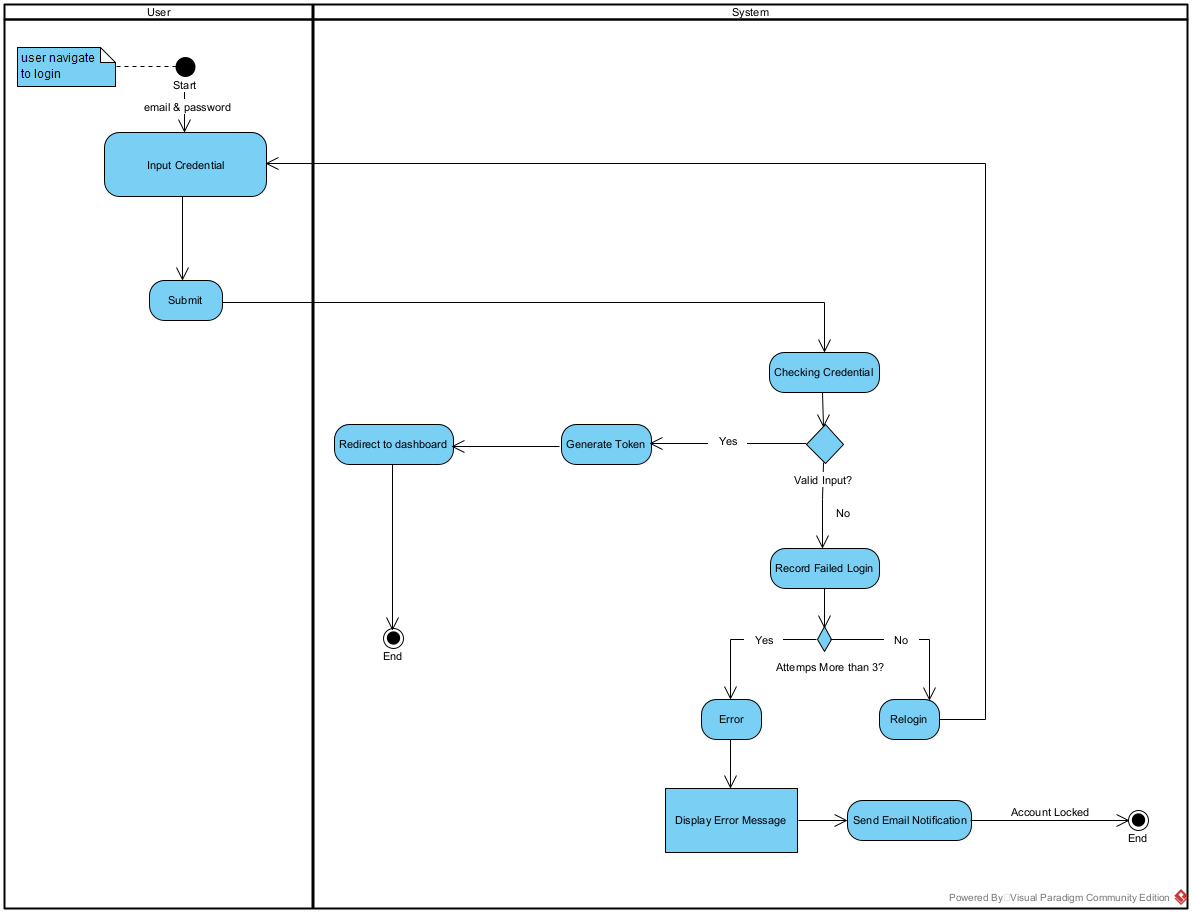 User
System
user navigate
to login
Start
email & password
Input Credential
Submit
Checking Credential
Redirect to dashboard
Generate Token
Yes
Valid Input?
No
Record Failed Login
End
Yes
No
Attemps More than 3?
Error
Relogin
Display Error Message
Send Email Notification
Account Locked
End
Powered By Visual Paradigm Community Edition